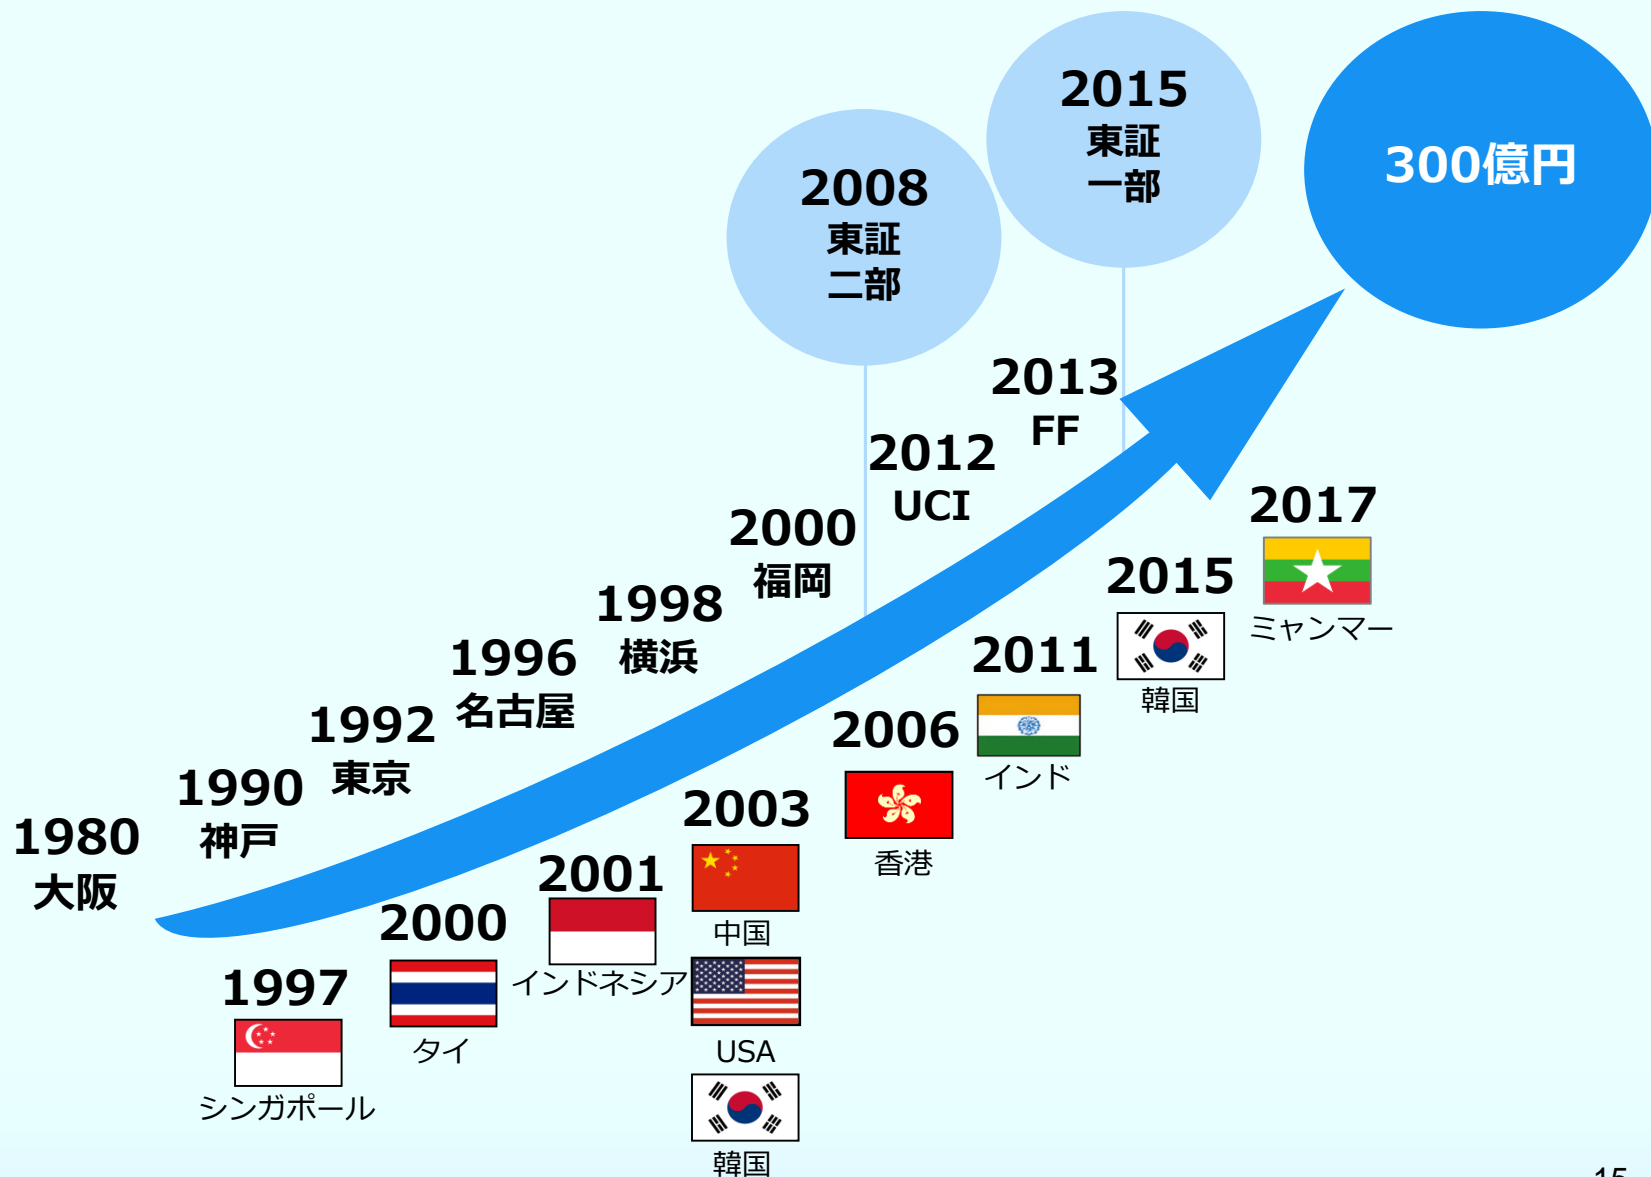 2015
東証
一部
300億円
2008
東証
二部
2013
FF
2012
UCI
2000
福岡
1998
横浜
1996
名古屋
1992
東京
1990
神戸
1980
大阪
1997
シンガポール
2000
タイ
2001
インドネシア
2003
中国
USA
韓国
2006
香港
2011
インド
2015
韓国
2017
ミャンマー
15